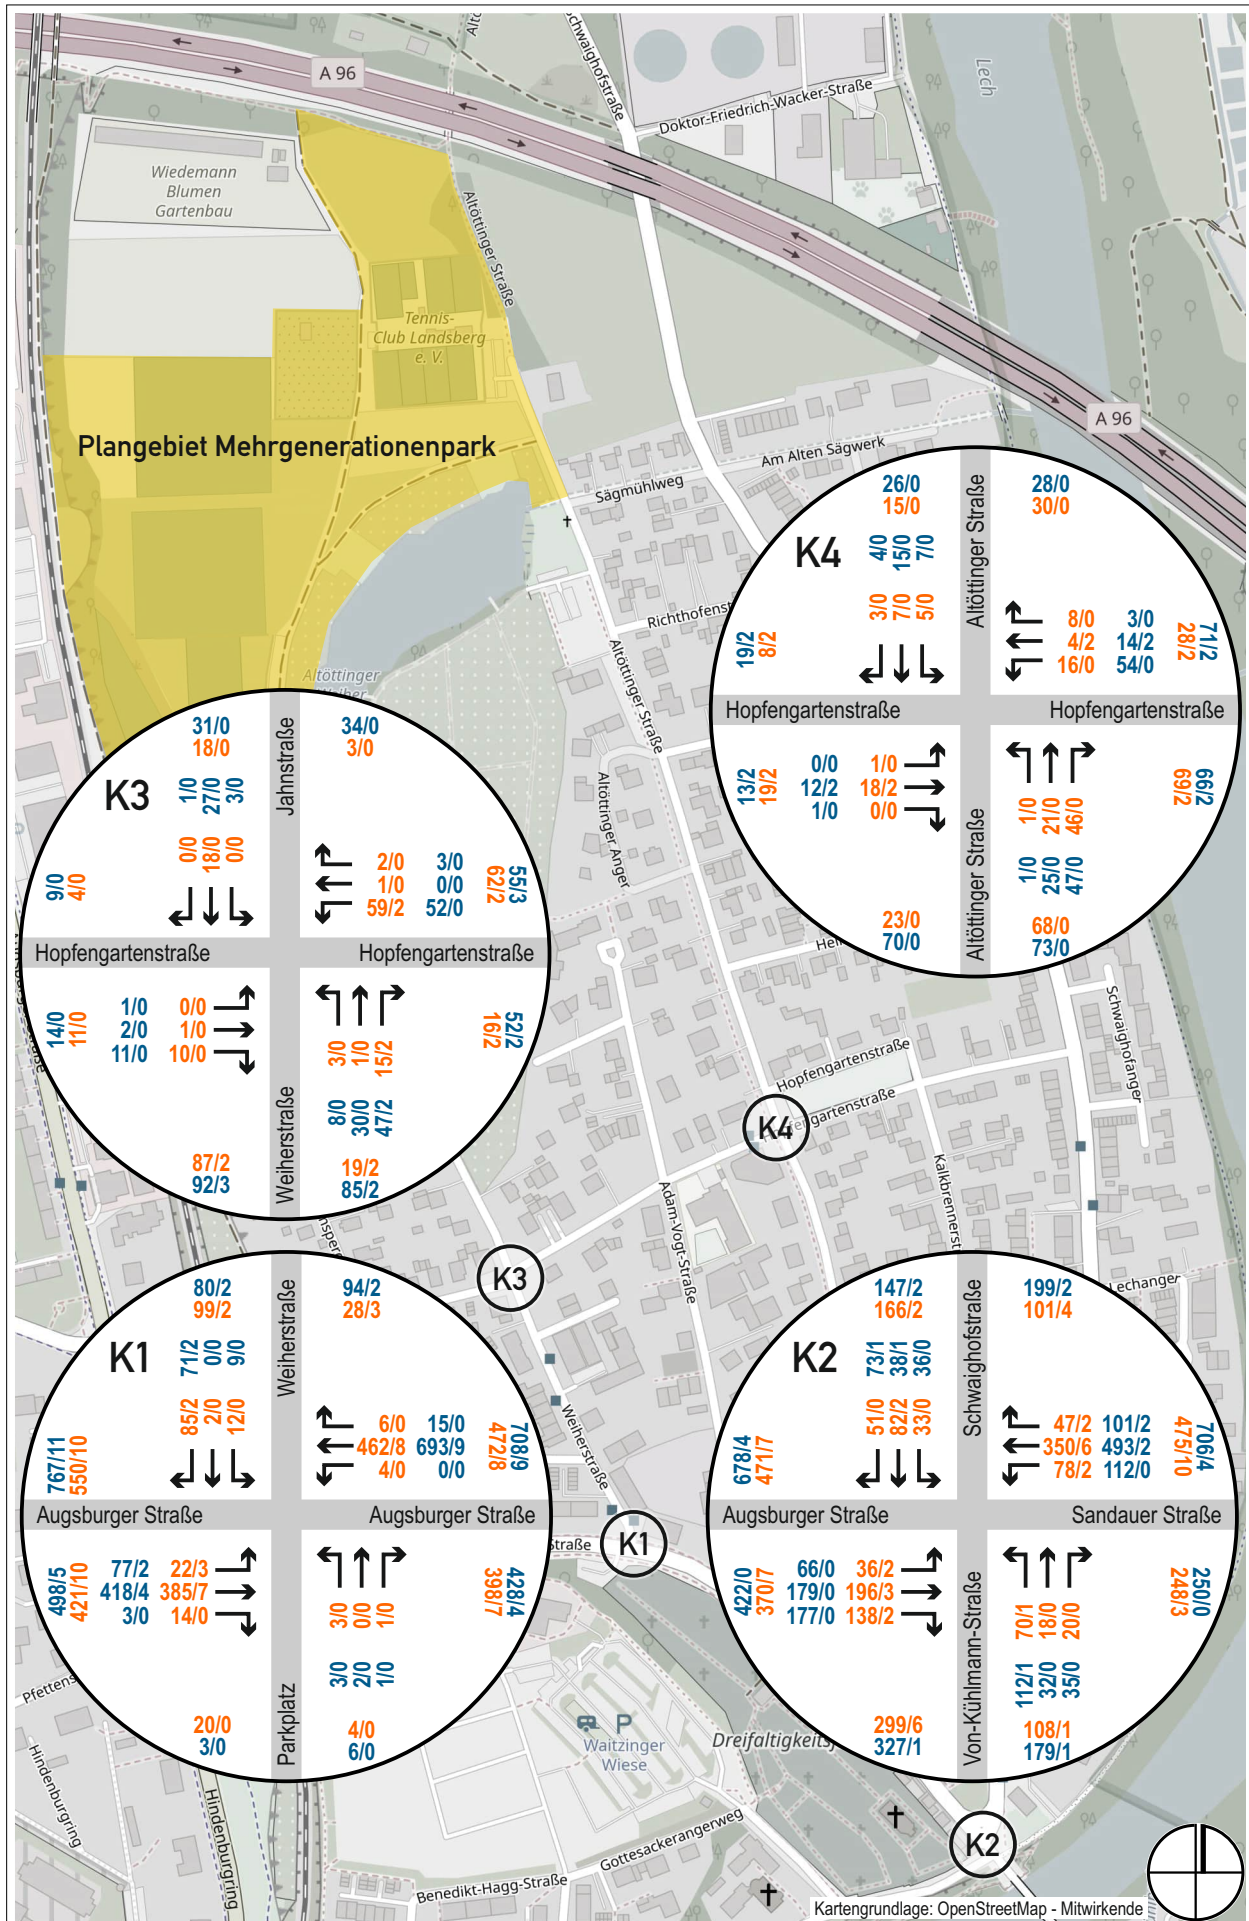 A 96
Lech
Schwaighofstraße
Doktor-Friedrich-Wacker-Straße
Wiedemann
Blumen
Gartenbau
Altöttinger Straße
Tennis-
Club Landsberg
e. V.
A 96
Plangebiet Mehrgenerationenpark
Am Alten Sägwerk
Sägmühlweg
Altöttinger
Altöttinger Straße
Altöttinger Anger
Schwaighofanger
Hopfengartenstraße
Adam-Vogt-Straße
Lechanger
Weiherstraße
K4
26/0 28/0
15/0 30/0
4/0 15/0 7/0
3/0 7/0 5/0
Altöttinger Straße
19/2 8/2
8/0 3/0
4/2 14/2
16/0 54/0
71/2 28/2
Hopfengartenstraße Hopfengartenstraße
13/2 19/2
0/0 1/0
12/2 18/2
1/0 0/0
1/0 21/0 46/0
1/0 25/0 47/0
66/2 69/2
Altöttinger Straße
23/0 68/0
70/0 73/0
K3
31/0 34/0
18/0 3/0
1/0 27/0 3/0
0/0 18/0 0/0
Jahnstraße
9/0 4/0
2/0 3/0
1/0 0/0
59/2 52/0
55/3 62/2
Hopfengartenstraße Hopfengartenstraße
14/0 11/0
1/0 0/0
2/0 1/0
11/0 10/0
3/0 1/0 15/2
8/0 30/0 47/2
52/2 16/2
Weiherstraße
87/2 19/2
92/3 85/2
K4
K3
K1
80/2 94/2
99/2 28/3
71/2 0/0 9/0
85/2 2/0 12/0
Weiherstraße
767/11 550/10
6/0 15/0
462/8 693/9
4/0 0/0
708/9 472/8
Augsburger Straße Augsburger Straße
498/5 421/10
77/2 22/3
418/4 385/7
3/0 14/0
3/0 0/0 1/0
3/0 2/0 1/0
428/4 398/7
Parkplatz
20/0 4/0
3/0 6/0
K1
K2
147/2 199/2
166/2 101/4
73/1 38/1 36/0
51/0 82/2 33/0
Schwaighofstraße
678/4 471/7
47/2 101/2
350/6 493/2
78/2 112/0
706/4 475/10
Augsburger Straße Sandauer Straße
422/0 370/7
66/0 36/2
179/0 196/3
177/0 138/2
70/1 18/0 20/0
112/1 32/0 35/0
250/0 248/3
Von-Kühlmann-Straße
299/6 108/1
327/1 179/1
P
Waitzinger
Wiese
Hindenburgring
Hindenburgring
Gottesackerangerweg
Benedikt-Hagg-Straße
K2
Kartengrundlage: OpenStreetMap - Mitwirkende